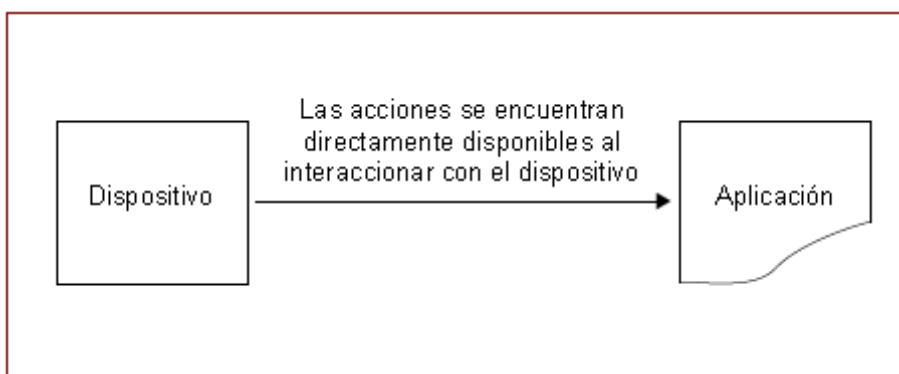 Las acciones se encuentran
directamente disponibles al
interaccionar con el dispositivo
Dispositivo
Aplicación